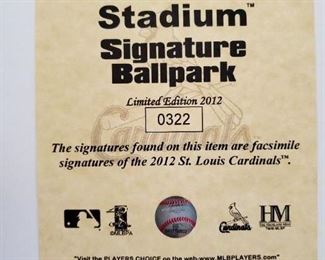 Stadium™
Signature
Ballpark
Limited Edition 2012
0322
Cardinals
The signatures found on this item are facsimile
signatures of the 2012 St. Louis Cardinals™.
MLBPA
Cardinals
HM
"Visit the PLAYERS CHOICE on the web-www.MLBPLAYERS.com"